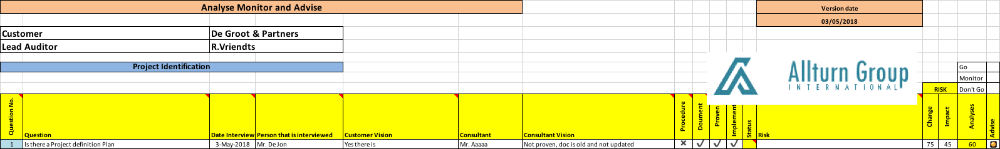 Analyse Monitor and Advise
Version date
03/05/2018
Customer De Groot & Partners
Lead Auditor R.Vriendts
Project Identification
Allturn Group
INTERNATIONAL
Go
Monitor
RISK Don't Go
Question No. Question Date Interview Person that is interviewed Customer Vision Consultant Consultant Vision Procedure Document Proven Implement Status Risk Change Impact Analyses Advise
1 Is there a Project definition Plan 3-May-2018 Mr. De Jon Yes there is Mr. Aaaaa Not proven, doc is old and not updated ✕ ✓ ✓ ✓ 75 45 60